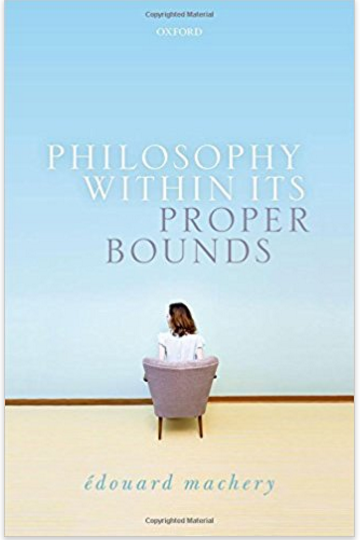 Copyrighted Material
OXFORD
PHILOSOPHY
WITHIN ITS
PROPER
BOUNDS
édouard machery
Copyrighted Material